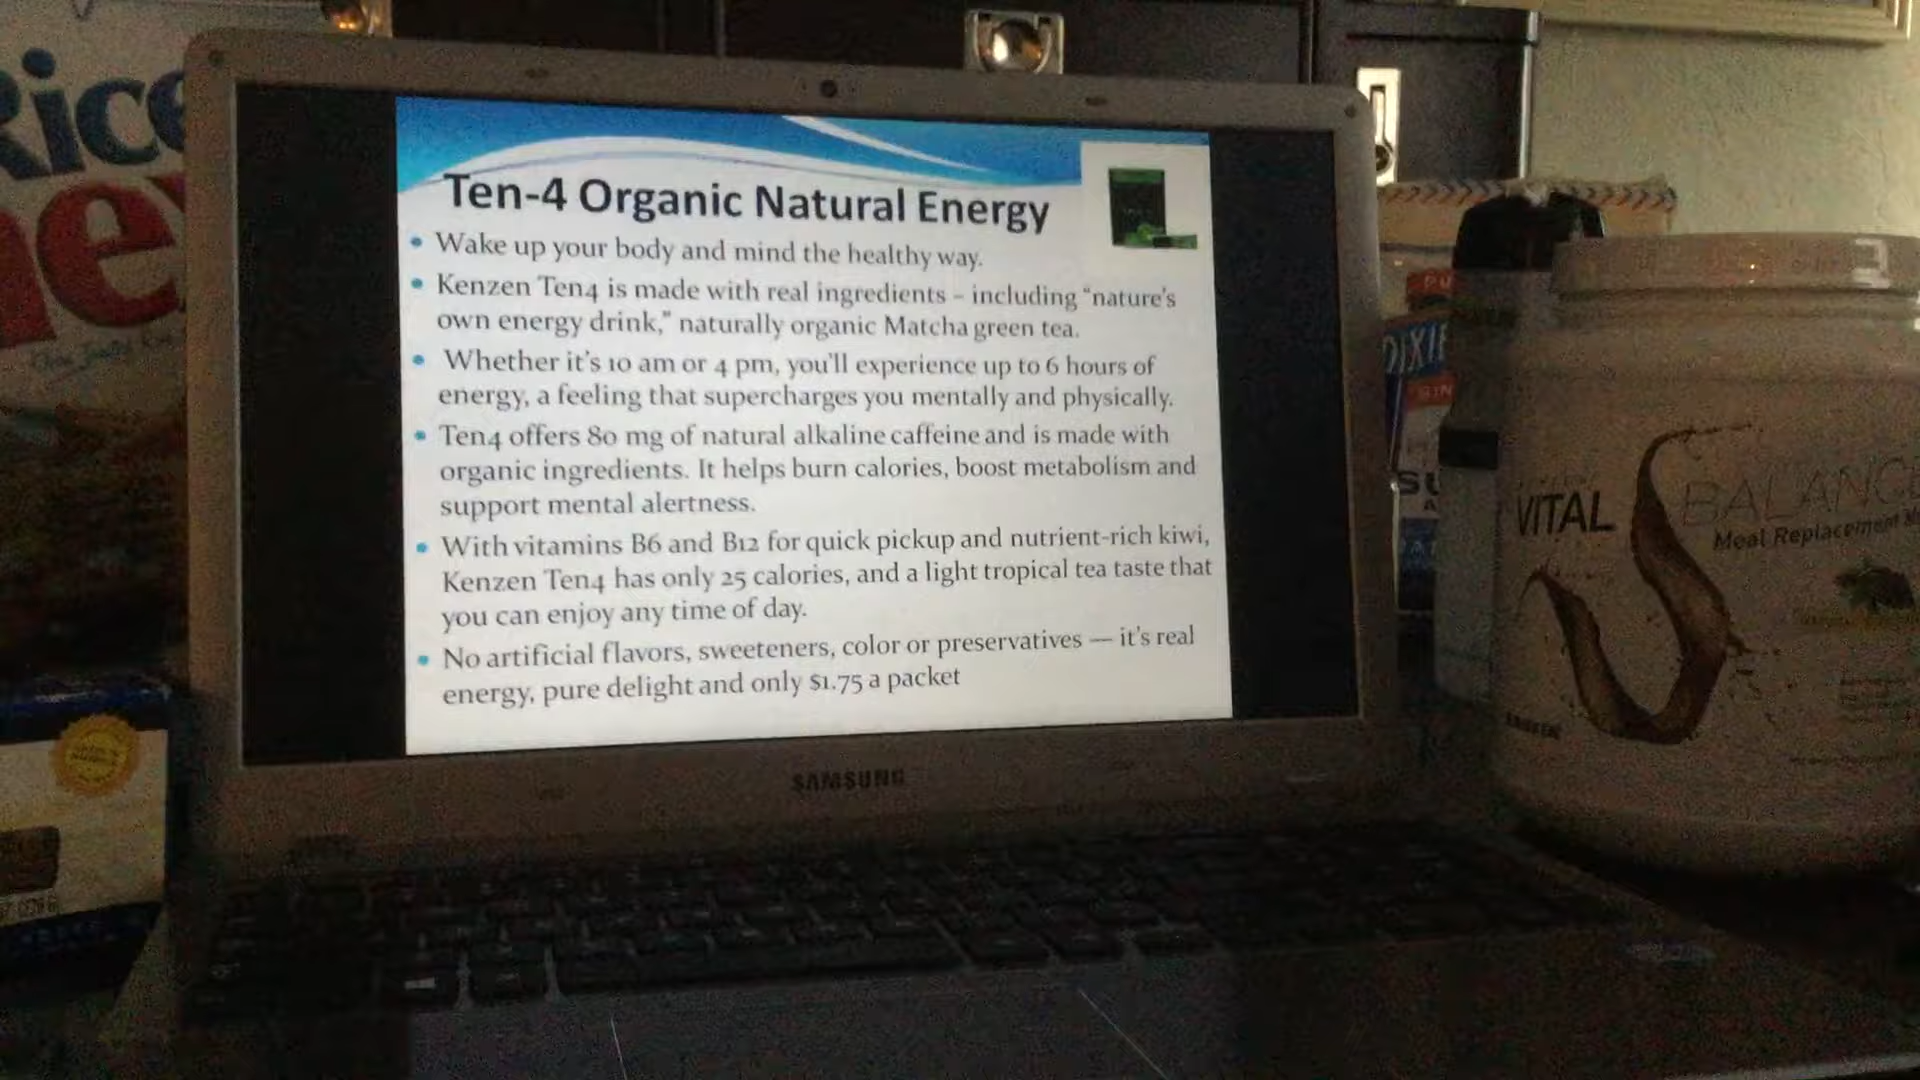 Rice
Ten-4 Organic Natural Energy
• Wake up your body and mind the healthy way.
• Kenzen Ten4 is made with real ingredients – including "nature's
own energy drink," naturally organic Matcha green tea.
• Whether it's 10 am or 4 pm, you'll experience up to 6 hours of
energy, a feeling that supercharges you mentally and physically.
• Ten4 offers 80 mg of natural alkaline caffeine and is made with
organic ingredients. It helps burn calories, boost metabolism and
support mental alertness.
• With vitamins B6 and B12 for quick pickup and nutrient-rich kiwi,
Kenzen Ten4 has only 25 calories, and a light tropical tea taste that
you can enjoy any time of day.
• No artificial flavors, sweeteners, color or preservatives — it's real
energy, pure delight and only $1.75 a packet
SAMSUNG
VITAL BALANCE
Meal Replacement